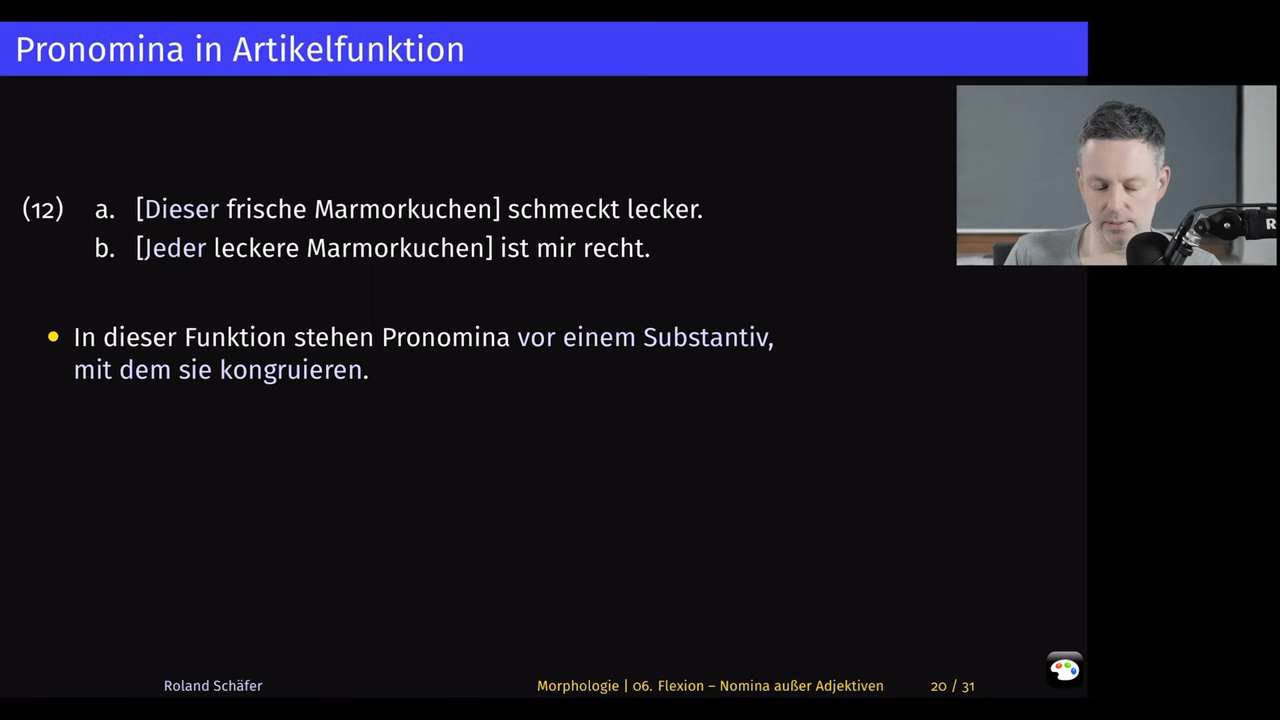 Pronomina in Artikelfunktion
(12) a. [Dieser frische Marmorkuchen] schmeckt lecker.
b. [Jeder leckere Marmorkuchen] ist mir recht.
• In dieser Funktion stehen Pronomina vor einem Substantiv,
mit dem sie kongruieren.
R
Roland Schäfer Morphologie | 06. Flexion – Nomina außer Adjektiven 20 / 31